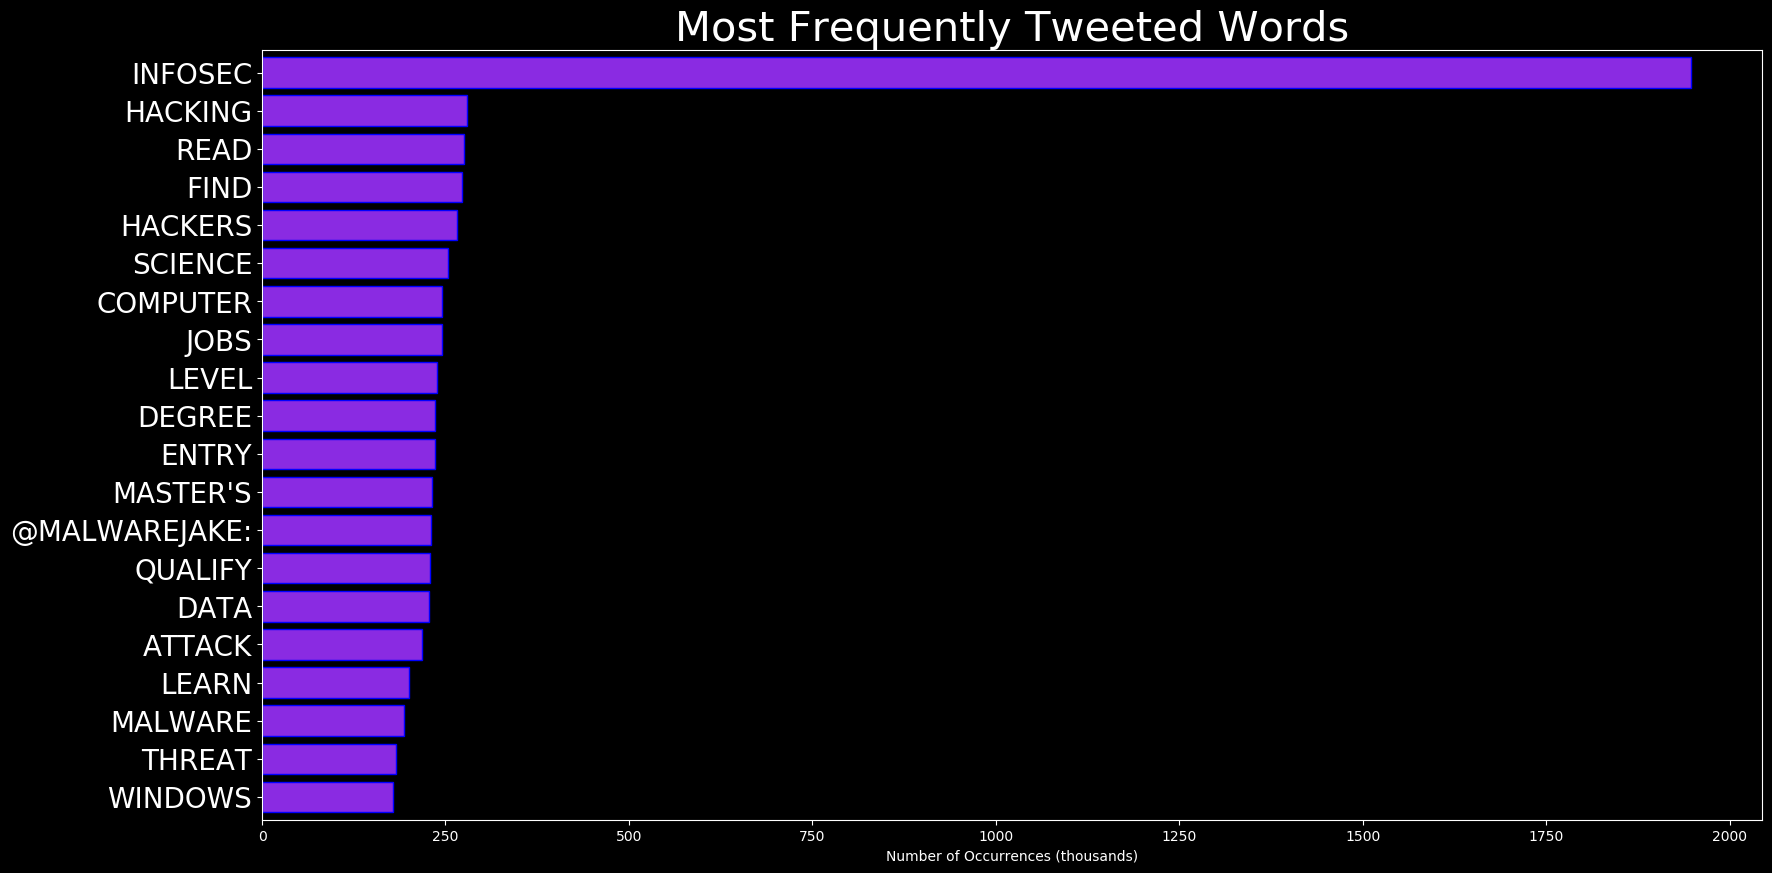 Most Frequently Tweeted Words
INFOSEC
HACKING
READ
FIND
HACKERS
SCIENCE
COMPUTER
JOBS
LEVEL
DEGREE
ENTRY
MASTER'S
@MALWAREJAKE:
QUALIFY
DATA
ATTACK
LEARN
MALWARE
THREAT
WINDOWS
0 250 500 750 1000 1250 1500 1750 2000
Number of Occurrences (thousands)